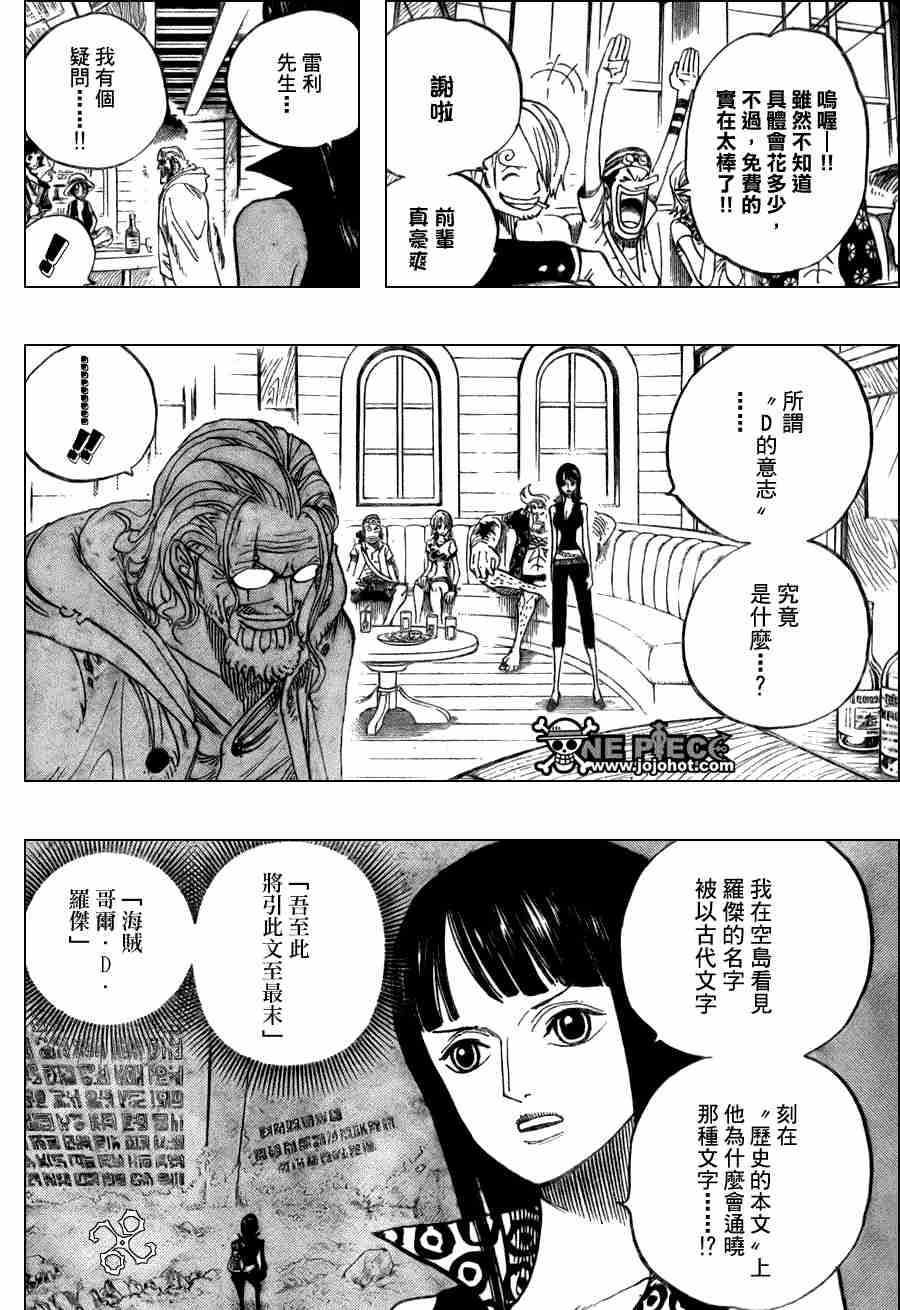 嗚喔—!!
雖然不知道
具體會花多少，
不過，免費的
實在太棒了!!
謝啦
前輩
真豪爽
雷利
先生……
我有個
疑問………!!
!!
所謂
〝D的意志〞
……
究竟
是什麼……?
………!!
ONE PIECE
www.jojohot.com
我在空島看見
羅傑的名字
被以古代文字
刻在
〝歷史的本文〞上
他為什麼會通曉
那種文字………!?
「吾至此
將引此文至最末」
「海賊
哥爾·D·
羅傑」